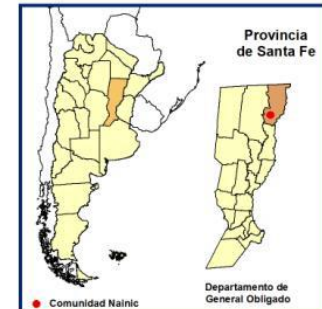 Provincia
de Santa Fe
Departamento de
General Obligado
Comunidad Nainic